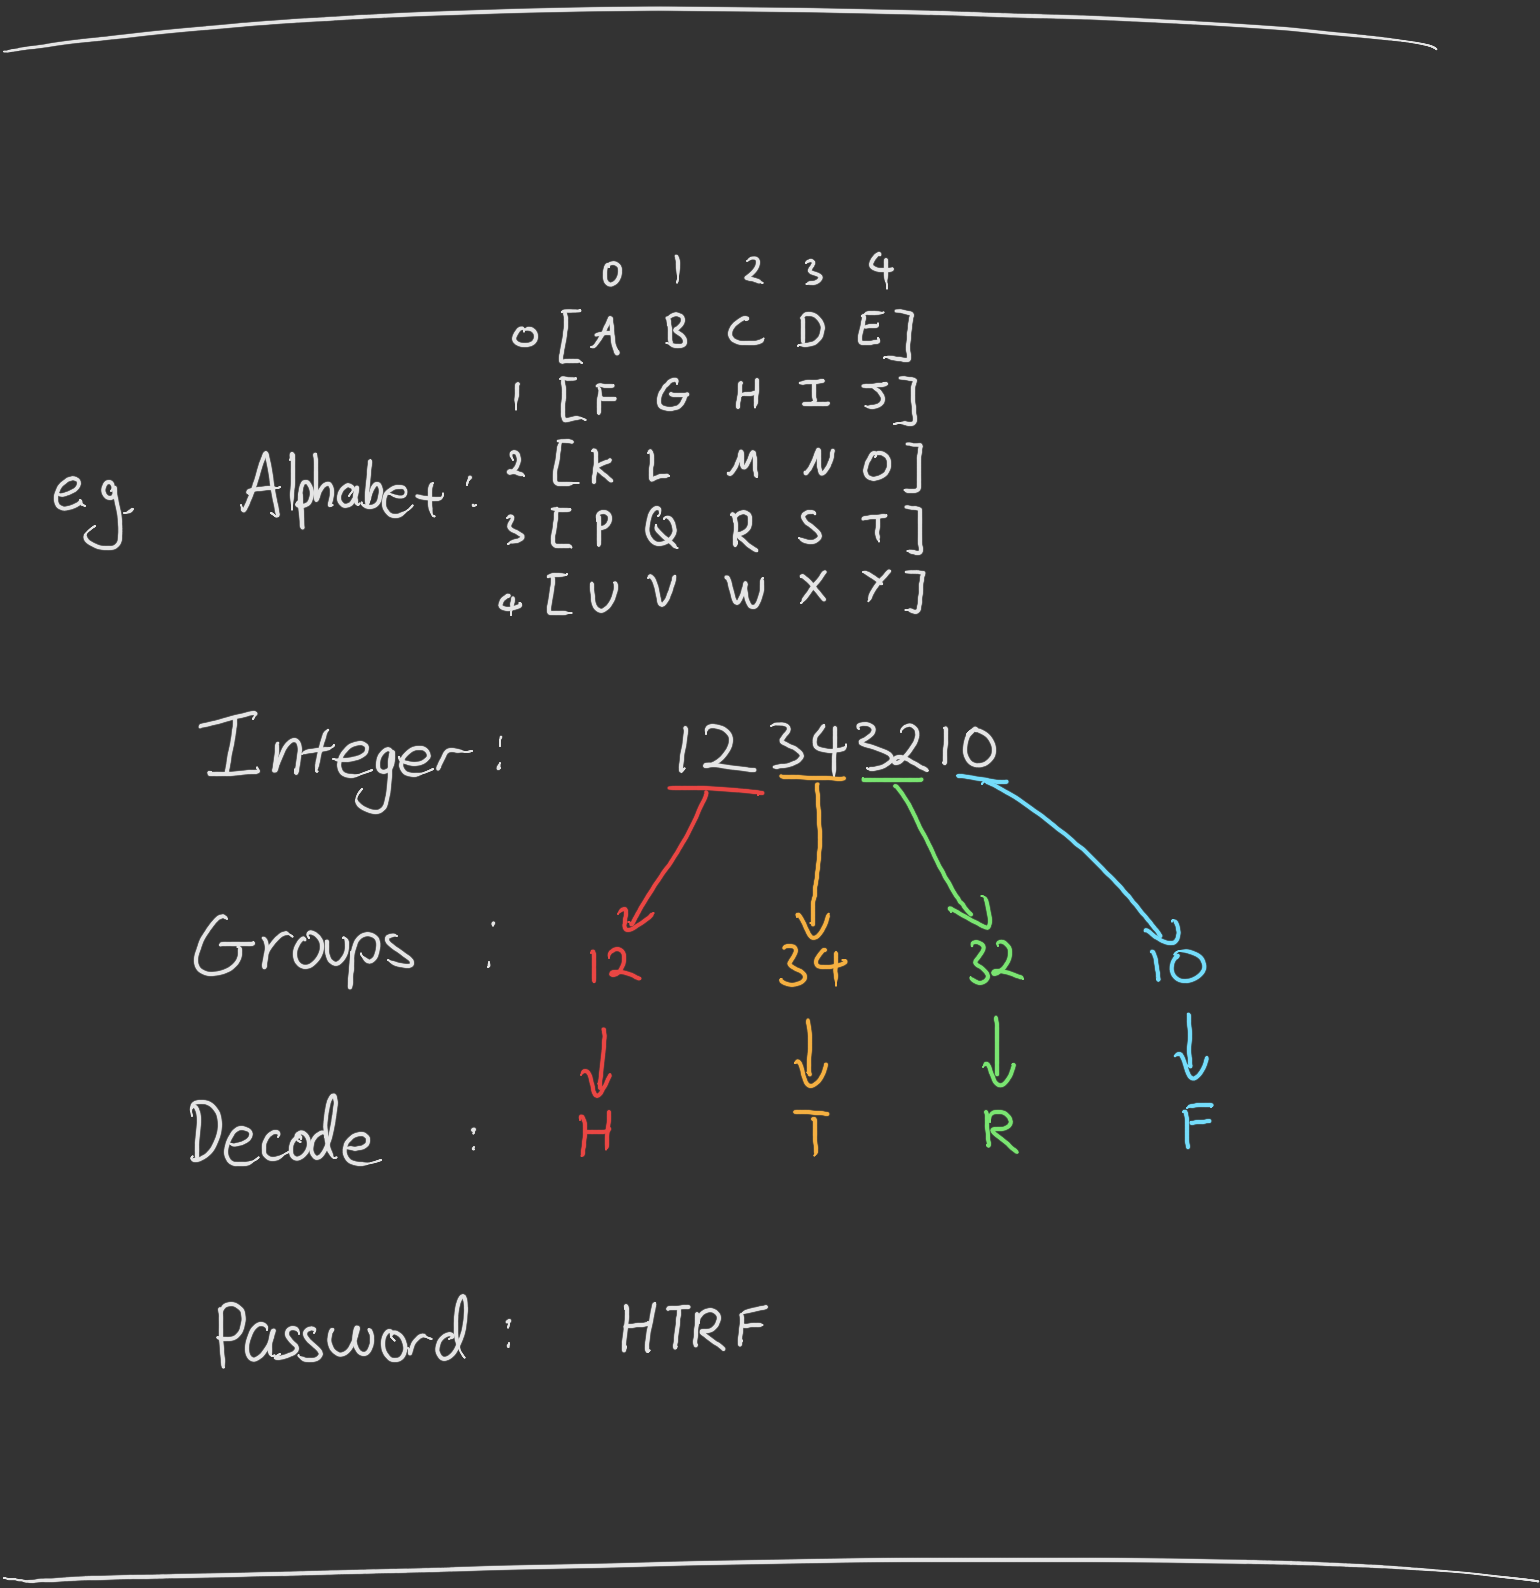 0 1 2 3 4
0 [A B C D E]
1 [F G H I J]
e.g Alphabet: 2 [K L M N O]
3 [P Q R S T]
4 [U V W X Y]
Integer: 12343210
Groups : 12 34 32 10
Decode : H T R F
Password: HTRF